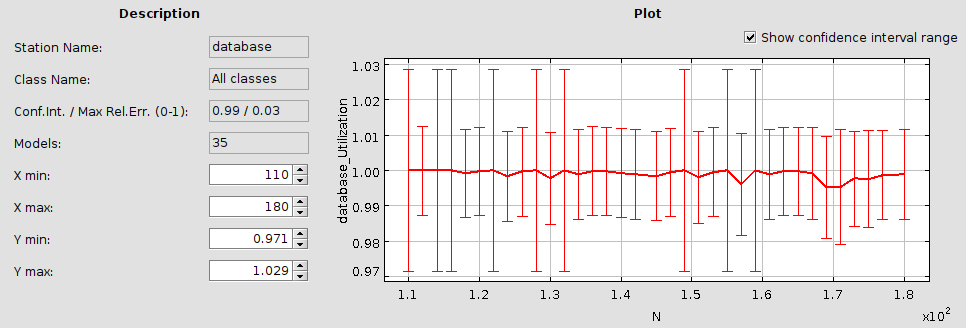 Description
Station Name: database
Class Name: All classes
Conf.Int. / Max Rel.Err. (0-1): 0.99 / 0.03
Models: 35
X min: 110
X max: 180
Y min: 0.971
Y max: 1.029
Plot
Show confidence interval range
database_Utilization
1.03
1.02
1.01
1.00
0.99
0.98
0.97
1.1 1.2 1.3 1.4 1.5 1.6 1.7 1.8
N
x10²